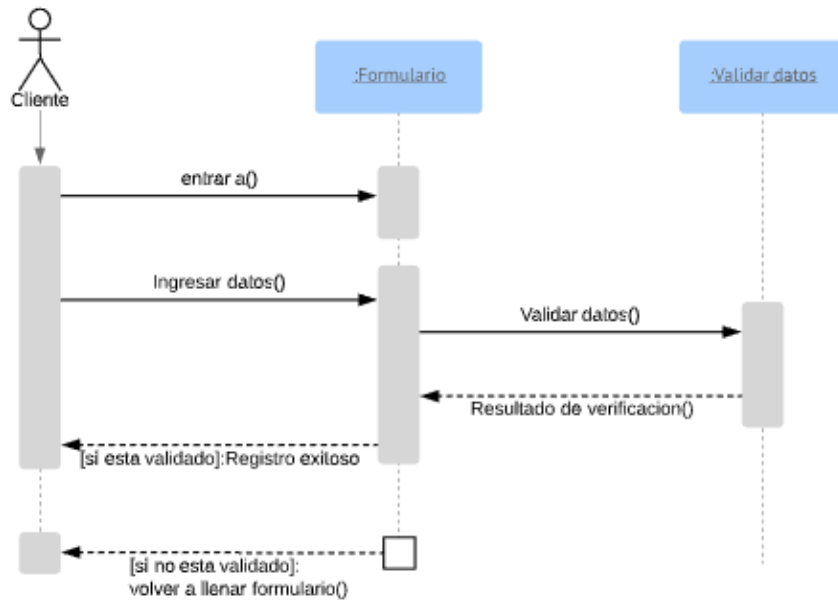 Cliente
:Formulario
:Validar datos
entrar a()
Ingresar datos()
Validar datos()
Resultado de verificacion()
[si esta validado]:Registro exitoso
[si no esta validado]:
volver a llenar formulario()